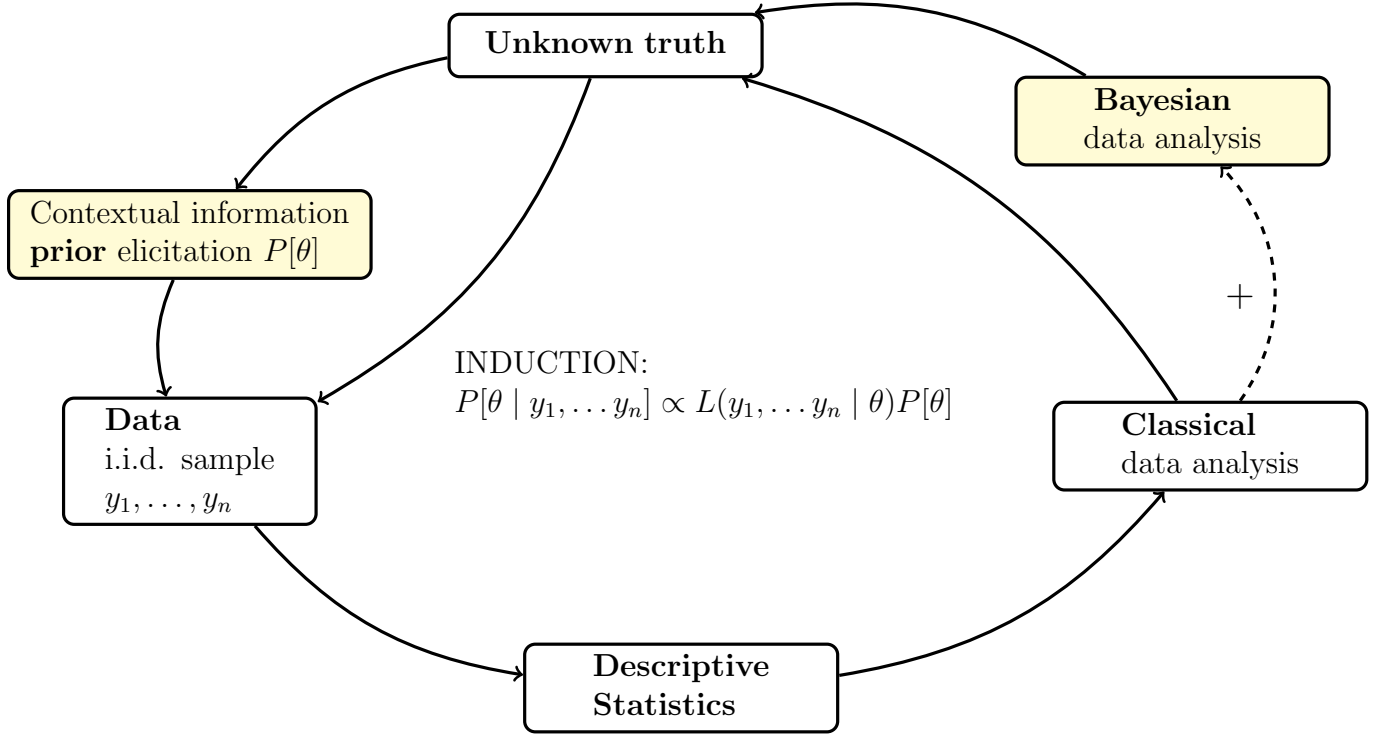 Unknown truth
Bayesian
data analysis
Contextual information
prior elicitation P[θ]
+
INDUCTION:
P[θ | y₁, … yₙ] ∝ L(y₁, … yₙ | θ)P[θ]
Data
i.i.d. sample
y₁, … , yₙ
Classical
data analysis
Descriptive
Statistics